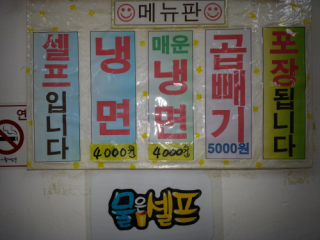 메뉴판
셀프입니다
냉면
4000원
매운
냉면
4000원
곱빼기
5000원
포장됩니다
물은 셀프